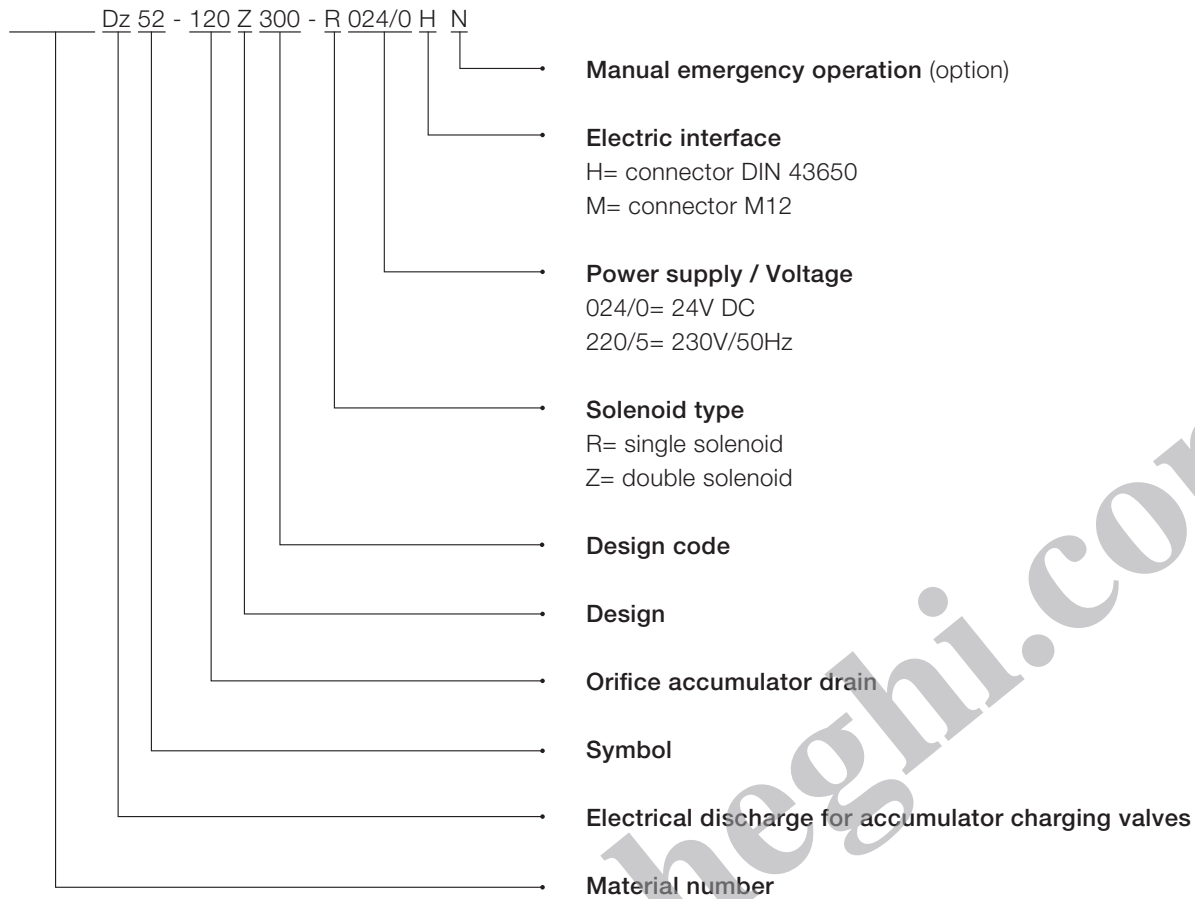 Dz 52 - 120 Z 300 - R 024/0 H N
Manual emergency operation (option)
Electric interface
H= connector DIN 43650
M= connector M12
Power supply / Voltage
024/0= 24V DC
220/5= 230V/50Hz
Solenoid type
R= single solenoid
Z= double solenoid
Design code
Design
Orifice accumulator drain
Symbol
Electrical discharge for accumulator charging valves
Material number